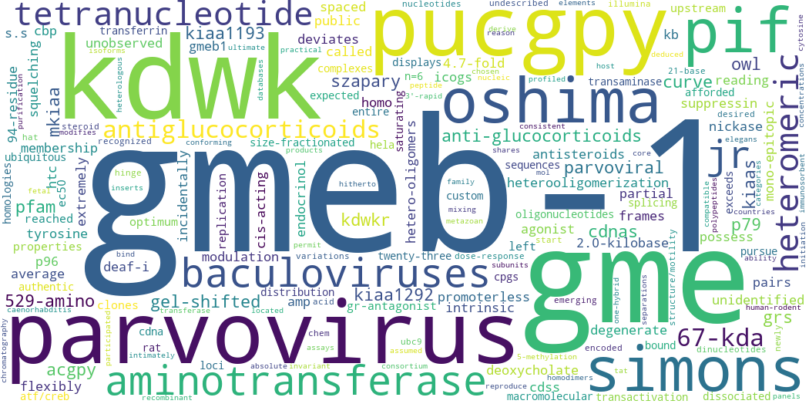 tetranucleotide
s.s cbp transferrin kiaa1193
spaced public nucleotides undescribed elements illumina
reason derive
unobserved gmeb1 deviates ultimate
called practical
kdwk
pucgpy
pif
upstream
cytosine
kb
isoforms heterologous databases
complexes 4.7-fold displays
host chosen nucleic
deduced
owl
squelching
purification
94-residue
mkiaa
szapary
n=6 icogs
transaminase
curve reading
homo
saturating
oshima
afforded suppressin
profiled
21-base
heteromeric
concentrations
antiglucocorticoids
anti-glucocorticoids
peptide 3'-rapid
desired nickase
steroid modifies
expected entire
hat
recognized
conforming
size-fractionated
hela
antisteroids
consistent
elegans
membership
ubiquitous
extremely
htc
ec50
incidentally
products
endocrinol
hetero-oligomers
parvoviral
shares
core
jr
categories
mono-epitopic
homologies
gmeb-1
kiaas
sequences
mol
heterooligomerization
hinge
inserts
fetal
hitherto
family
mixing
metazoan
custom
partial
splicing
compatible
polypeptides
pfam
reached
tyrosine
optimum
replication
cis-acting
kdwkr
bind
permit
variations
oligonucleotides
agonist
2.0-kilobase
frames
cdnas
p79
exceeds
countries
initiation
immunosorbent
possess
properties
p96
deaf-i
modulation
twenty-three
dose-response
left
start
emerging
one-hybrid
separations
gme
structure/motility
ability
pursue
pairs
average
baculoviruses
subunits
authentic
caenorhabditis
529-amino
clones
gel-shifted
distribution
kiaa1292
promoterless
cpgs
intrinsic
unidentified
human-rodent
67-kda
grs
newly
degenerate
bound
encoded
dinucleotides
parvovirus
chromatography
amp
acid
gr-antagonist
cdna
participated
transferase
located
chem
ubc9
5-methylation
rat
intimately
loci
assays
assumed
tat
simons
acgpy
flexibly
atf/creb
aminotransferase
recombinant
absolute
invariant
consortium
homodimers
reproduce
deoxycholate
cdss
macromolecular
transactivated
gmeactivation
dissociated
panels